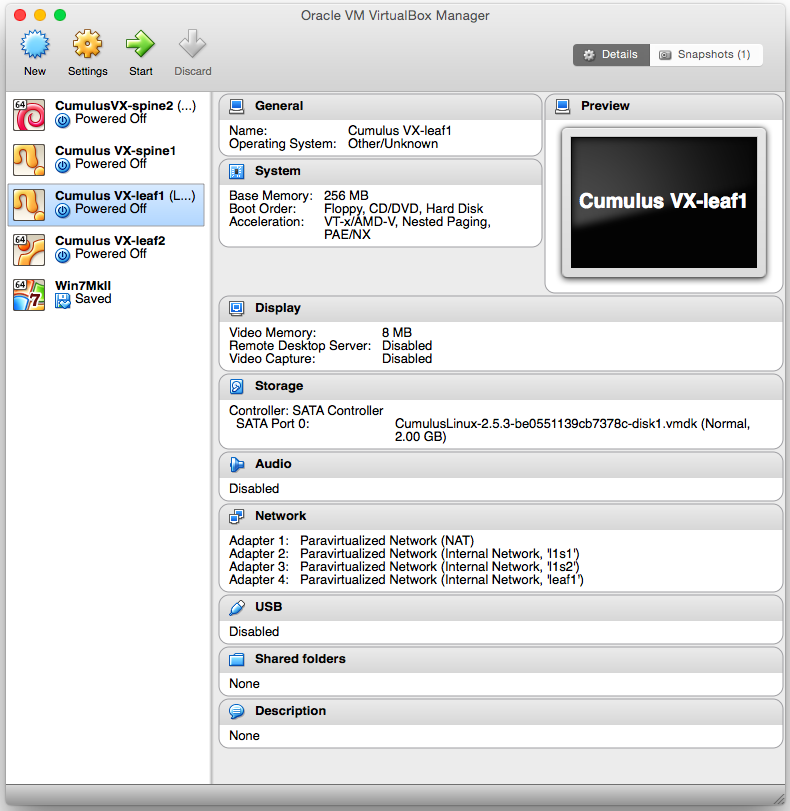 Oracle VM VirtualBox Manager
New
Settings
Start
Discard
Details
Snapshots (1)
64
CumulusVX-spine2 (...)
Powered Off
Cumulus VX-spine1
Powered Off
Cumulus VX-leaf1 (L...)
Powered Off
64
Cumulus VX-leaf2
Powered Off
64
7
Win7MkII
Saved
General
Name: Cumulus VX-leaf1
Operating System: Other/Unknown
Preview
Cumulus VX-leaf1
System
Base Memory: 256 MB
Boot Order: Floppy, CD/DVD, Hard Disk
Acceleration: VT-x/AMD-V, Nested Paging,
PAE/NX
Display
Video Memory: 8 MB
Remote Desktop Server: Disabled
Video Capture: Disabled
Storage
Controller: SATA Controller
SATA Port 0: CumulusLinux-2.5.3-be0551139cb7378c-disk1.vmdk (Normal,
2.00 GB)
Audio
Disabled
Network
Adapter 1: Paravirtualized Network (NAT)
Adapter 2: Paravirtualized Network (Internal Network, 'l1s1')
Adapter 3: Paravirtualized Network (Internal Network, 'l1s2')
Adapter 4: Paravirtualized Network (Internal Network, 'leaf1')
USB
Disabled
Shared folders
None
Description
None